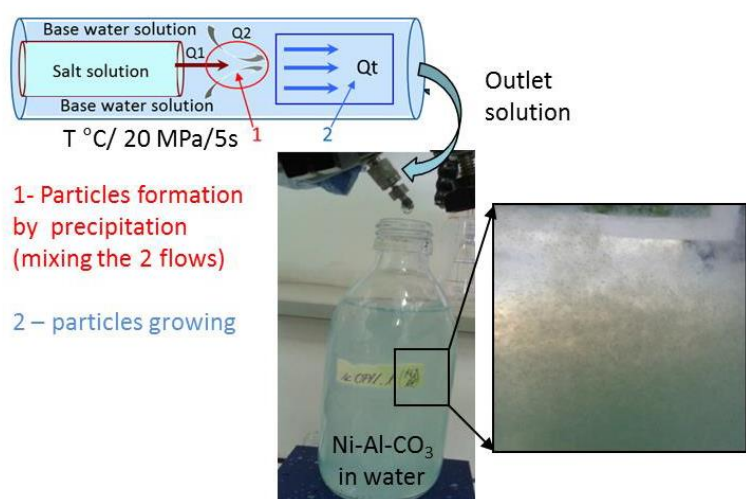 Base water solution
Q2
Q1
Salt solution
Qt
Base water solution
1
2
T °C/ 20 MPa/5s
Outlet
solution
1- Particles formation
by precipitation
(mixing the 2 flows)
2 – particles growing
Ni-Al-CO₃
in water